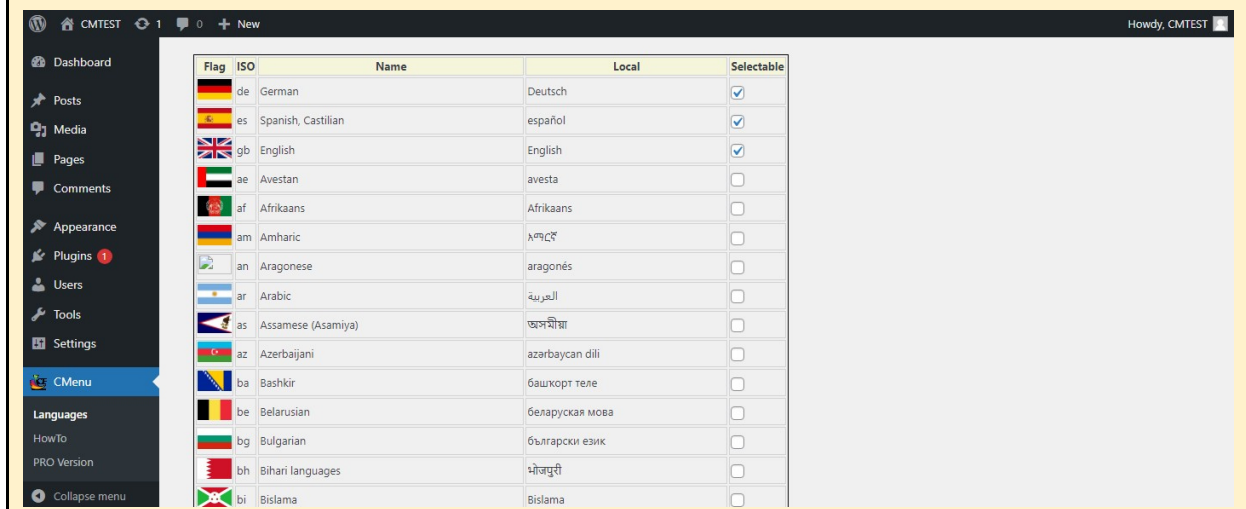 CMTEST 1 0 + New Howdy, CMTEST
Dashboard
Posts
Media
Pages
Comments
Appearance
Plugins 1
Users
Tools
Settings
CMenu
Languages
HowTo
PRO Version
Collapse menu
Flag ISO Name Local Selectable
de German Deutsch
es Spanish, Castilian español
gb English English
ae Avestan avesta
af Afrikaans Afrikaans
am Amharic አማርኛ
an Aragonese aragonés
ar Arabic العربية
as Assamese (Asamiya) অসমীয়া
az Azerbaijani azərbaycan dili
ba Bashkir башҡорт теле
be Belarusian беларуская мова
bg Bulgarian български език
bh Bihari languages भोजपुरी
bi Bislama Bislama